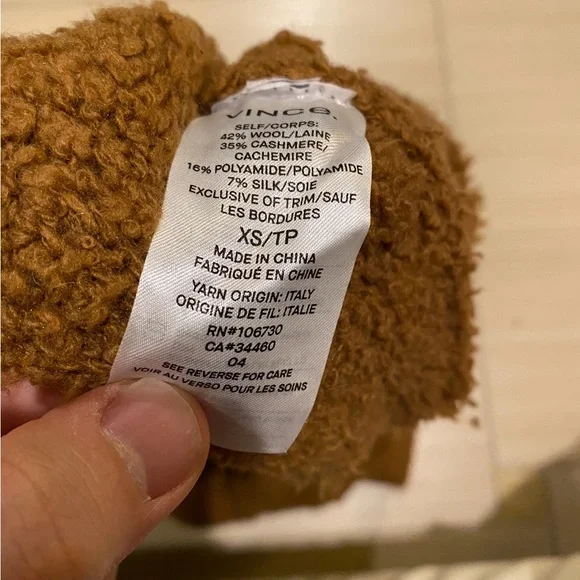 VINCE.
SELF/CORPS:
42% WOOL/LAINE
35% CASHMERE/
CACHEMIRE
16% POLYAMIDE/POLYAMIDE
7% SILK/SOIE
EXCLUSIVE OF TRIM/SAUF
LES BORDURES
XS/TP
MADE IN CHINA
FABRIQUÉ EN CHINE
YARN ORIGIN: ITALY
ORIGINE DE FIL: ITALIE
RN#106730
CA#34460
04
SEE REVERSE FOR CARE
VOIR AU VERSO POUR LES SOINS